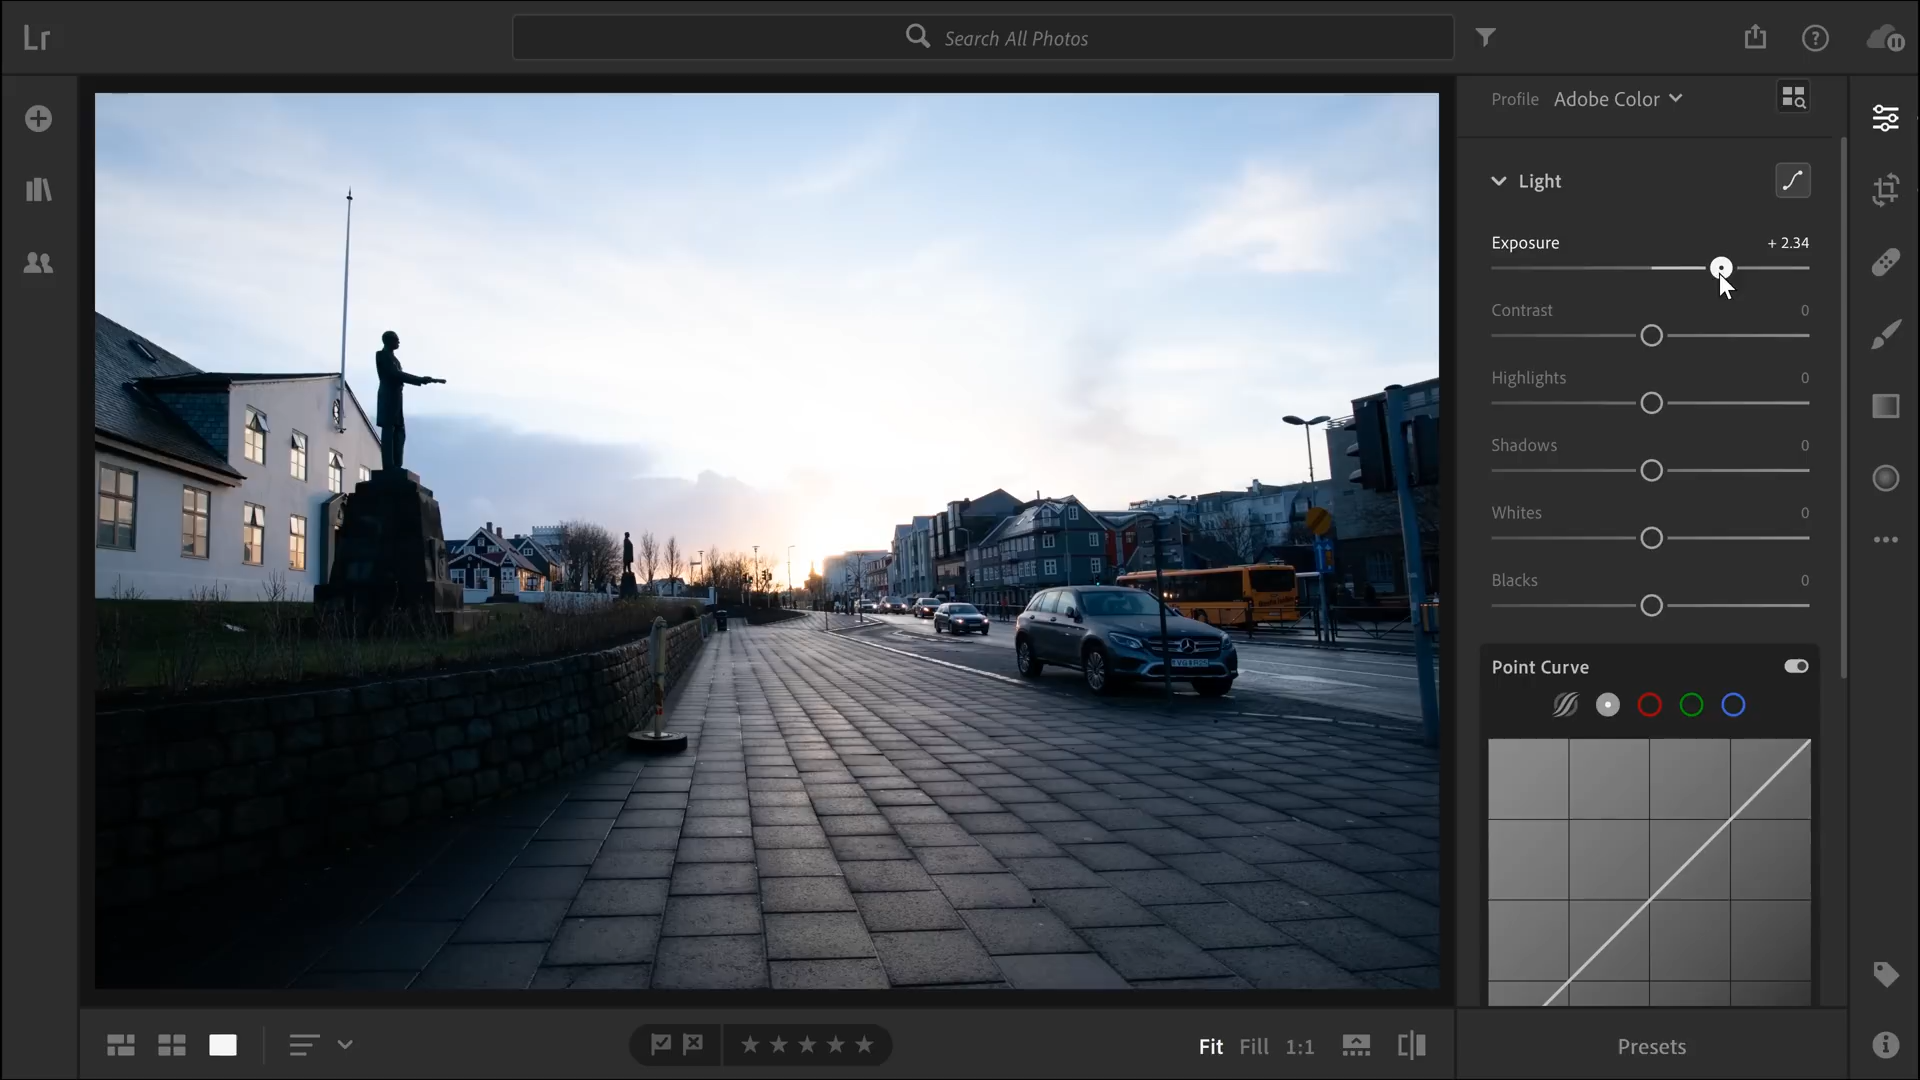 Lr
Search All Photos
Profile Adobe Color
Light
Exposure + 2.34
Contrast 0
Highlights 0
Shadows 0
Whites 0
Blacks 0
Point Curve
Fit Fill 1:1
Presets